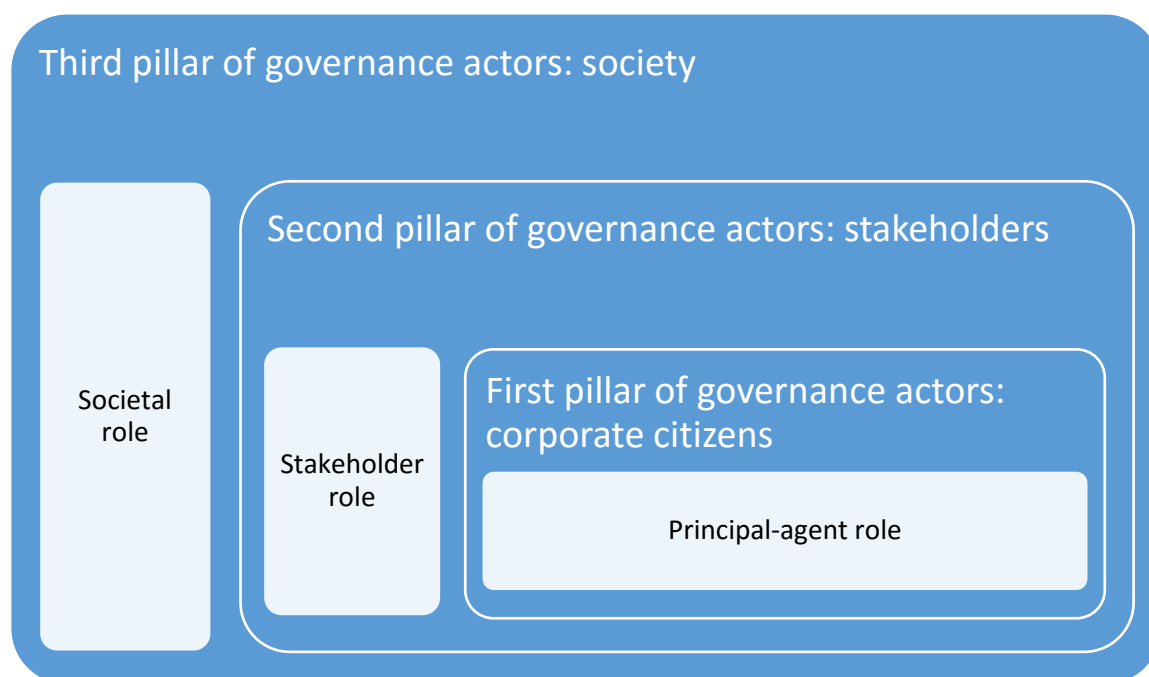 Third pillar of governance actors: society
Second pillar of governance actors: stakeholders
First pillar of governance actors:
corporate citizens
Societal
role
Stakeholder
role
Principal-agent role